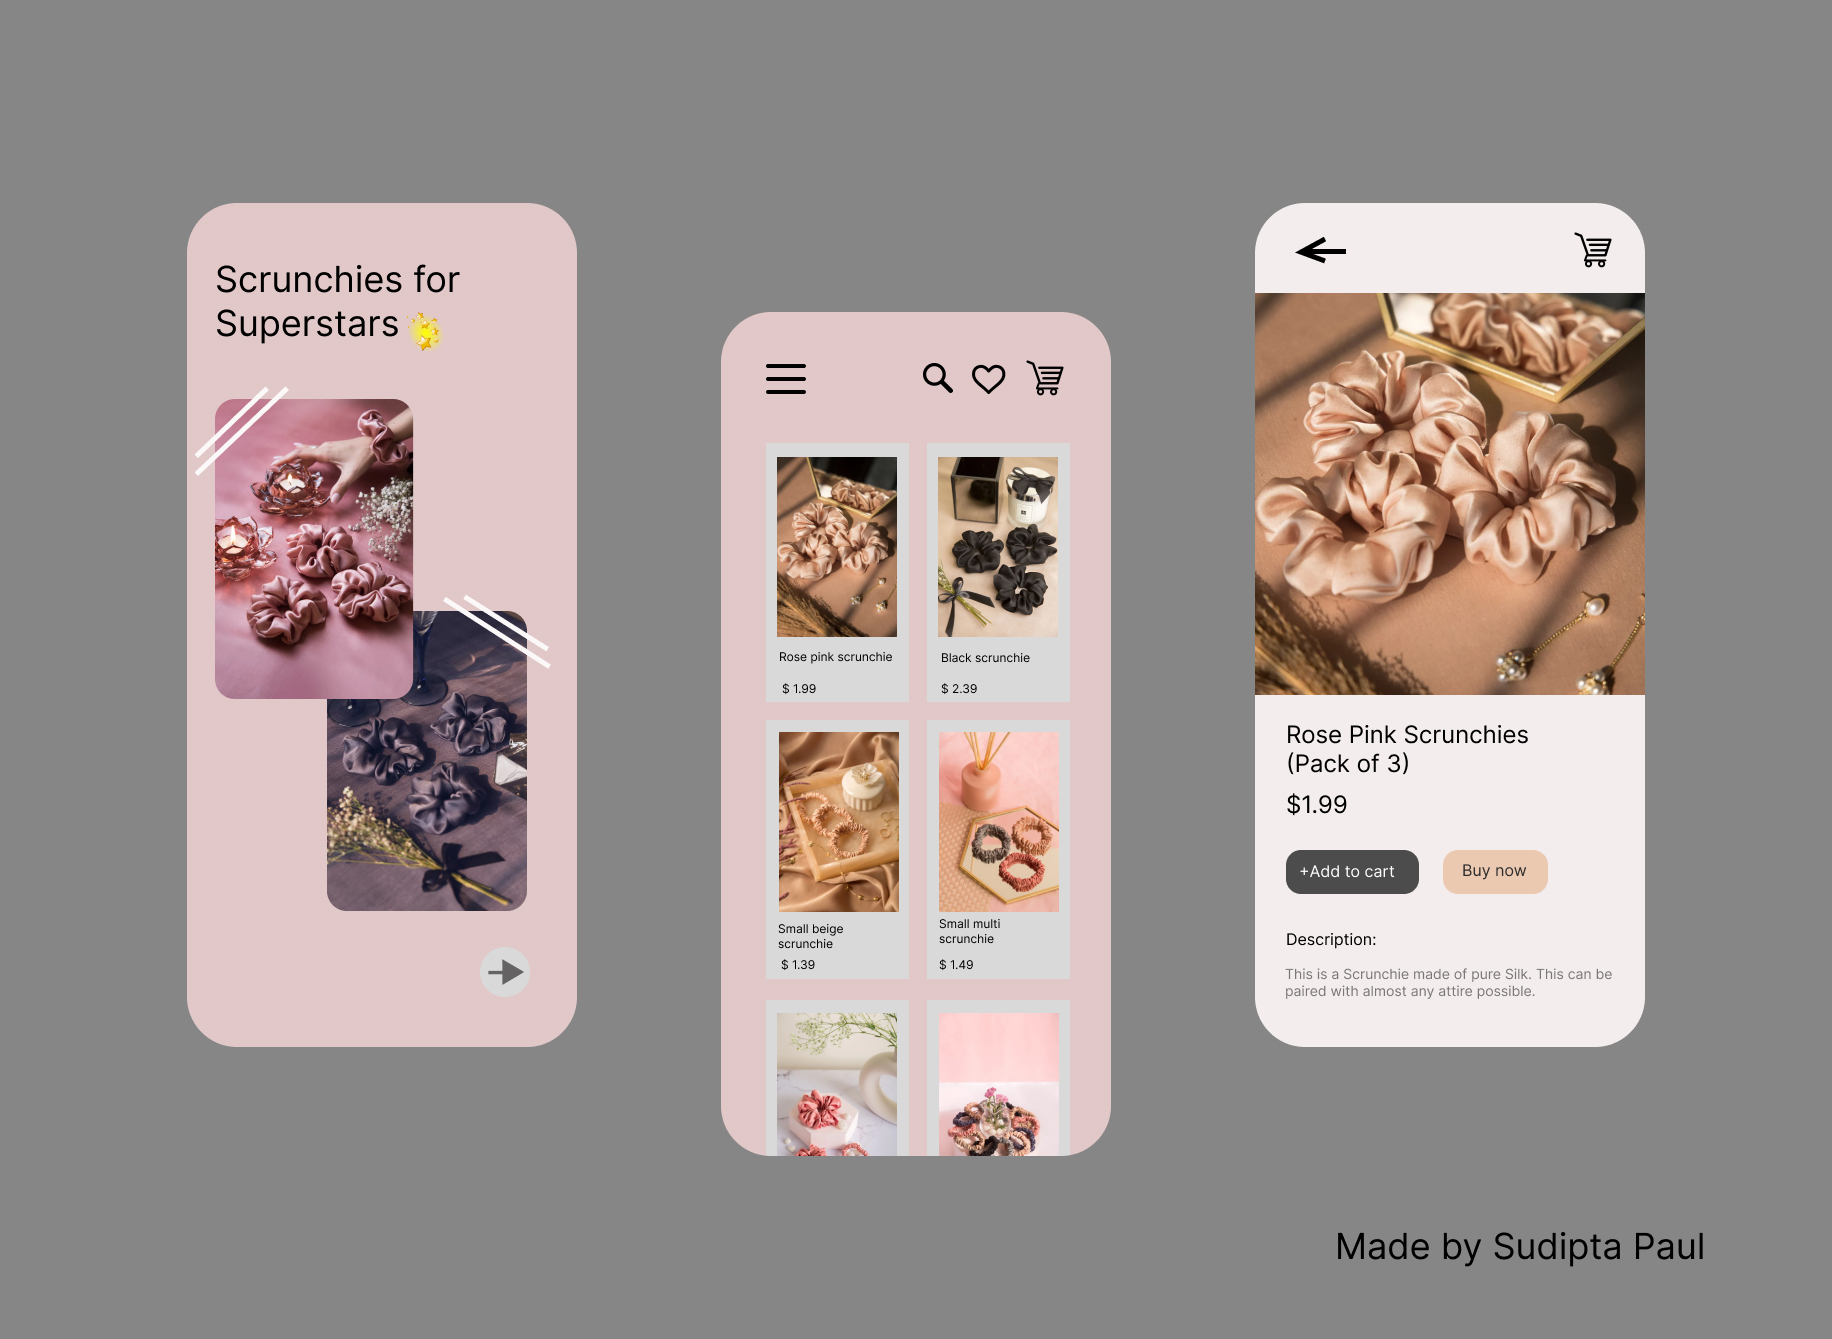 Scrunchies for
Superstars
Rose pink scrunchie
$ 1.99
Black scrunchie
$ 2.39
Small beige
scrunchie
$ 1.39
Small multi
scrunchie
$ 1.49
Rose Pink Scrunchies
(Pack of 3)
$1.99
+Add to cart
Buy now
Description:
This is a Scrunchie made of pure Silk. This can be
paired with almost any attire possible.
Made by Sudipta Paul